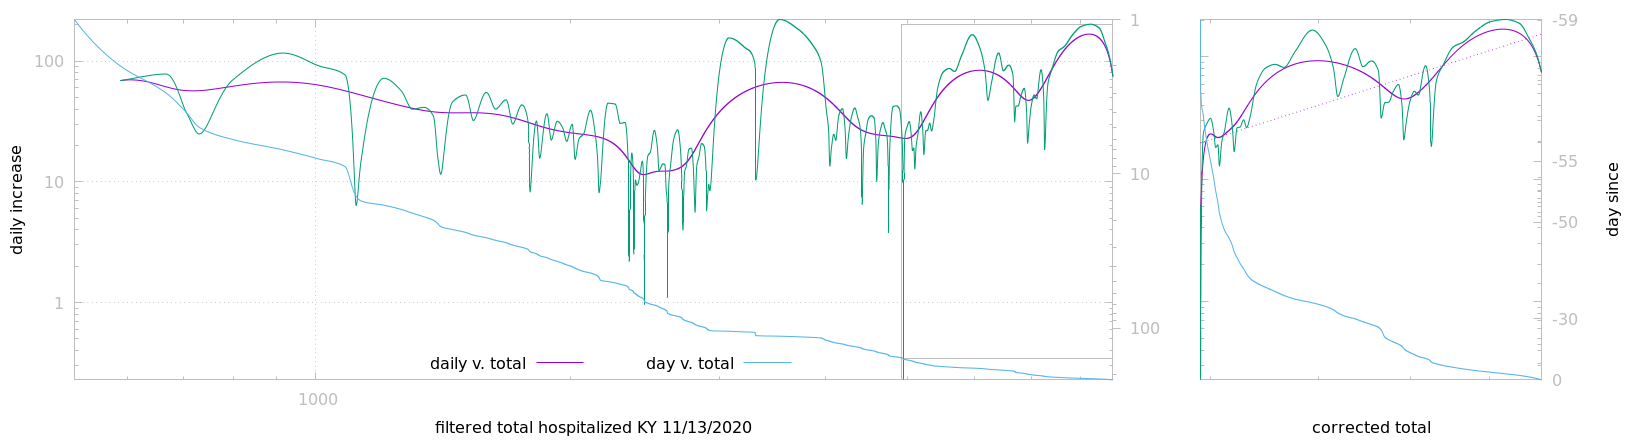 daily increase
100
10
1
1000
daily v. total
day v. total
1
10
100
filtered total hospitalized KY 11/13/2020
-59
-55
-50
-30
0
day since
corrected total